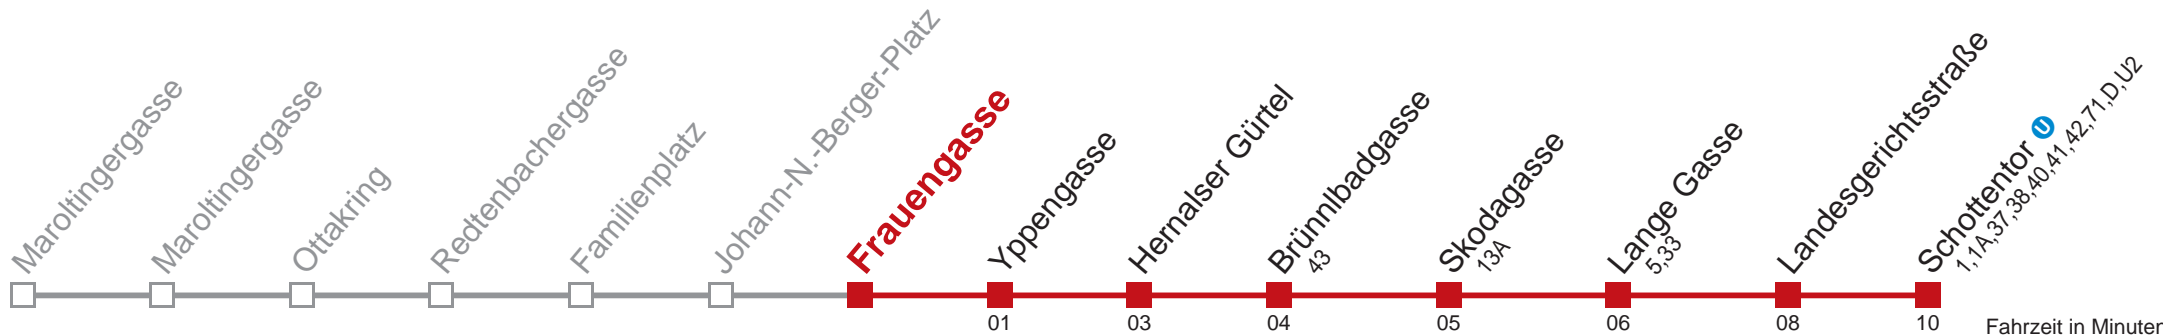 Maroltingergasse
Maroltingergasse
Ottakring
Redtenbachergasse
Familienplatz
Johann-N.-Berger-Platz
Frauengasse
Yppengasse
Hernalser Gürtel
Brünnlbadgasse
43
Skodagasse
13A
Lange Gasse
5,33
Landesgerichtsstraße
Schottentor U
1,1A,37,38,40,41,42,71,D,U2
01 03 04 05 06 08 10 Fahrzeit in Minuten